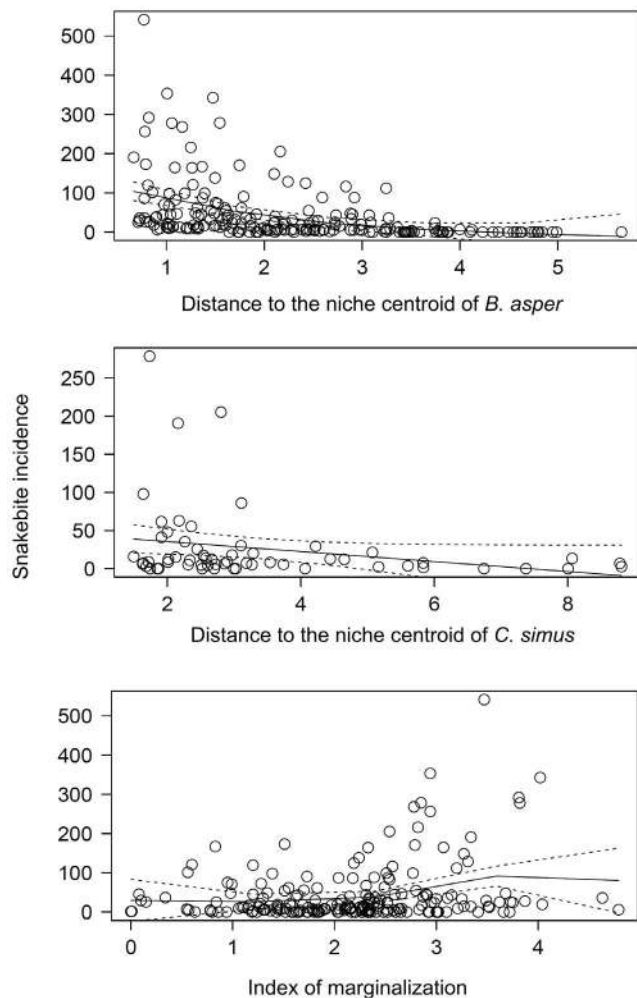 500
400
300
200
100
0
1 2 3 4 5
Distance to the niche centroid of B. asper
Snakebite incidence
250
200
150
100
50
0
2 4 6 8
Distance to the niche centroid of C. simus
500
400
300
200
100
0
0 1 2 3 4
Index of marginalization